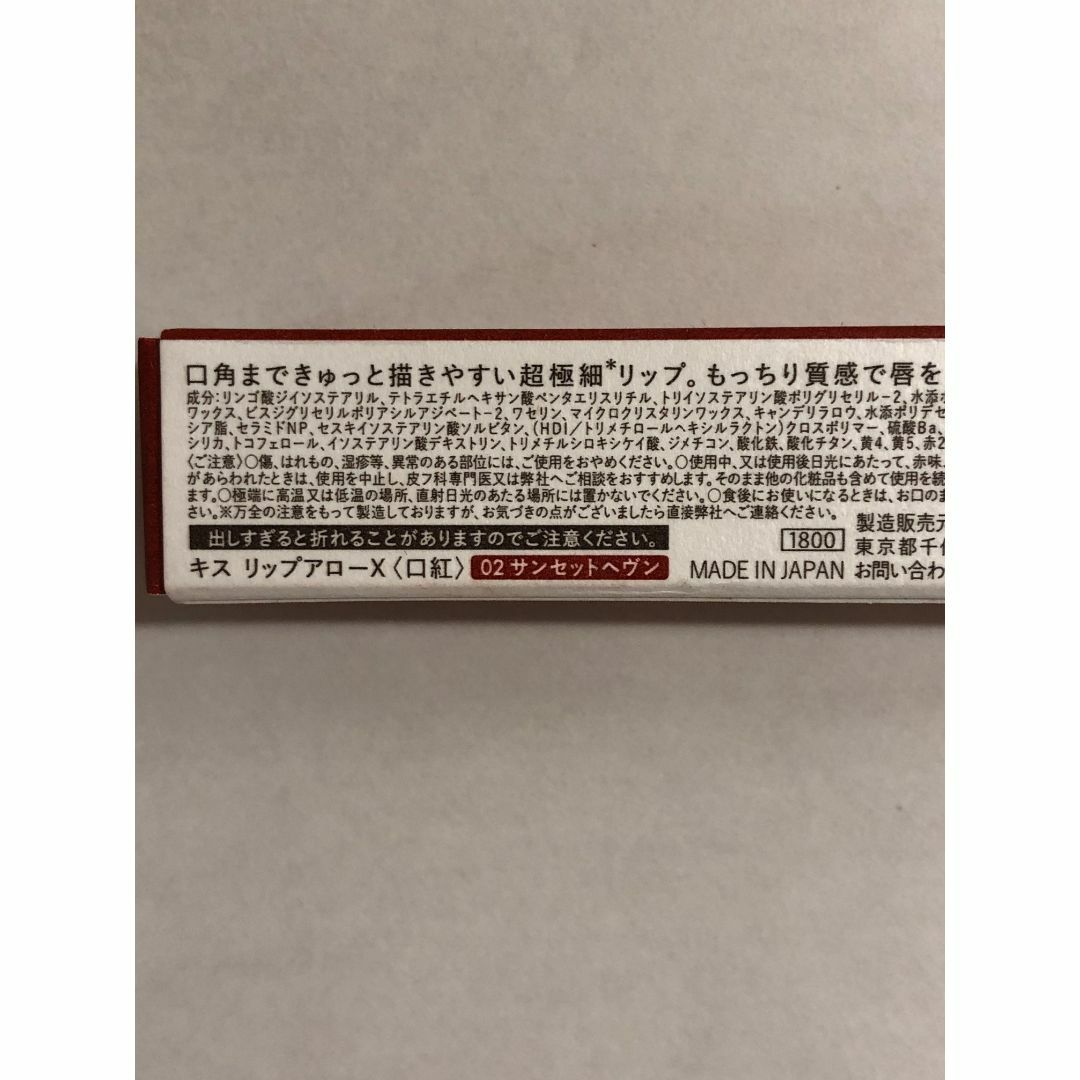 口角まできゅっと描きやすい超極細*リップ。もっちり質感で唇を
成分:リンゴ酸ジイソステアリル、テトラエチルヘキサン酸ペンタエリスリチル、トリイソステアリン酸ポリグリセリル-2、水添ポ
ワックス、ビスジグリセリルポリアシルアジペート-2、ワセリン、マイクロクリスタリンワックス、キャンデリラロウ、水添ポリデセ
シア脂、セラミドNP、セスキイソステアリン酸ソルビタン、(HDI/トリメチロールヘキシルラクトン)クロスポリマー、硫酸Ba、
シリカ、トコフェロール、イソステアリン酸デキストリン、トリメチルシロキシケイ酸、ジメチコン、酸化鉄、酸化チタン、黄4、黄5、赤2
〈ご注意〉○傷、はれもの、湿疹等、異常のある部位には、ご使用をおやめください。○使用中、又は使用後日光にあたって、赤味、
があらわれたときは、使用を中止し、皮フ科専門医又は弊社へご相談をおすすめします。そのまま他の化粧品も含めて使用を続
ます。○極端に高温又は低温の場所、直射日光のあたる場所には置かないでください。○食後にお使いになるときは、お口のま
さい。※万全の注意をもって製造しておりますが、お気づきの点がございましたら直接弊社へご連絡ください。
出しすぎると折れることがありますのでご注意ください。
1800
製造販売元
東京都千代
キス リップアローX〈口紅〉 02 サンセットヘヴン MADE IN JAPAN お問い合わ